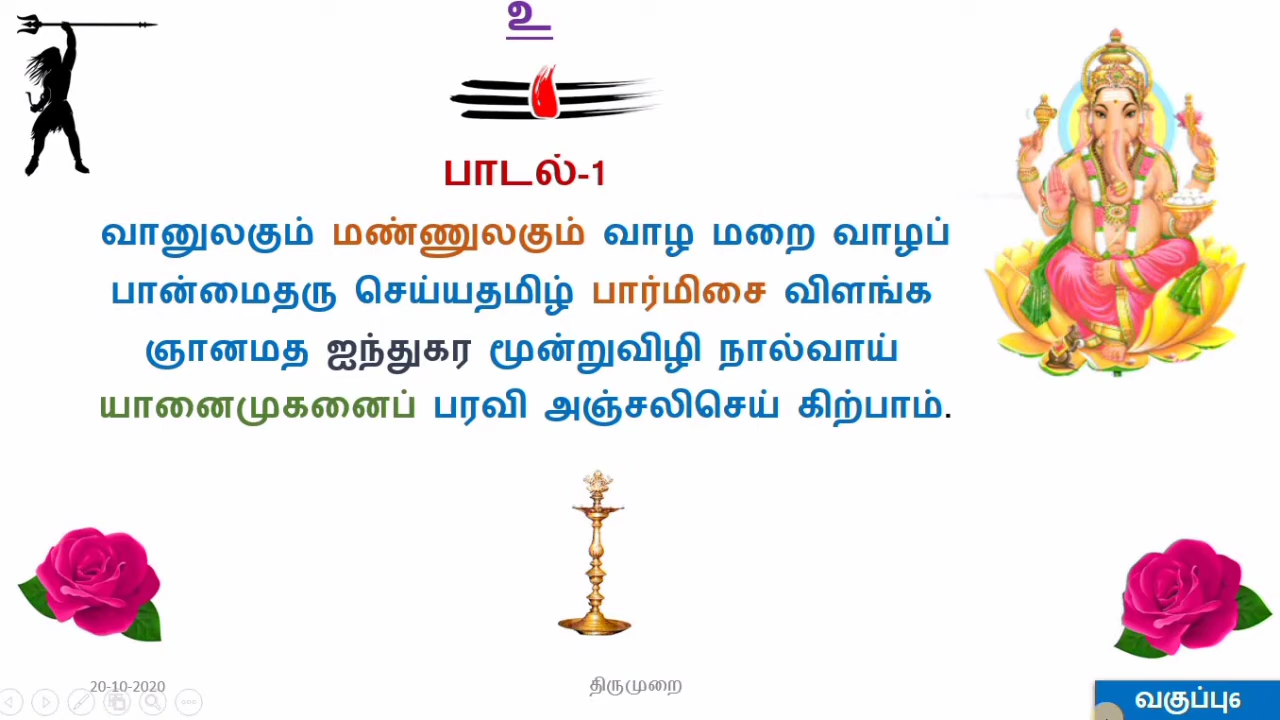 உ
பாடல்-1
வானுலகும் மண்ணுலகும் வாழ மறை வாழப்
பான்மைதரு செய்யதமிழ் பார்மிசை விளங்க
ஞானமத ஐந்துகர மூன்றுவிழி நால்வாய்
யானைமுகனைப் பரவி அஞ்சலிசெய் கிற்பாம்.
20-10-2020
திருமுறை
வகுப்பு6